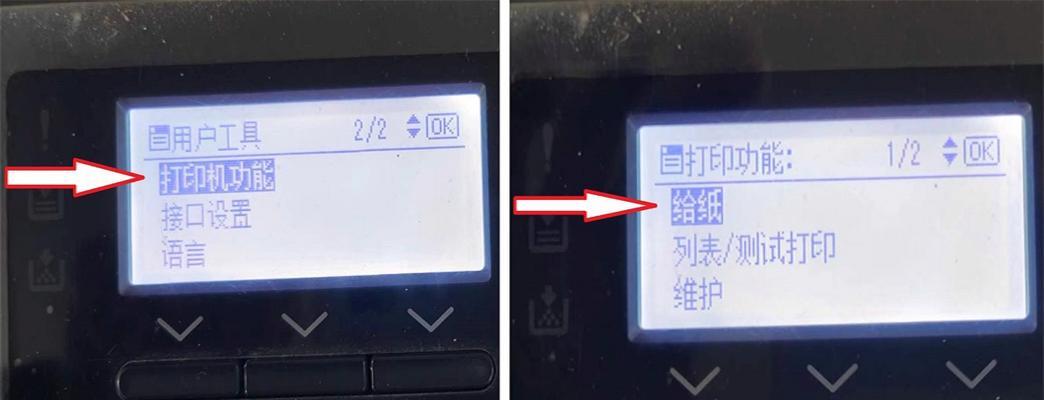 用户工具 2/2 OK
打印机功能
接口设置
语言
打印功能: 1/2 OK
给纸
列表/测试打印
维护